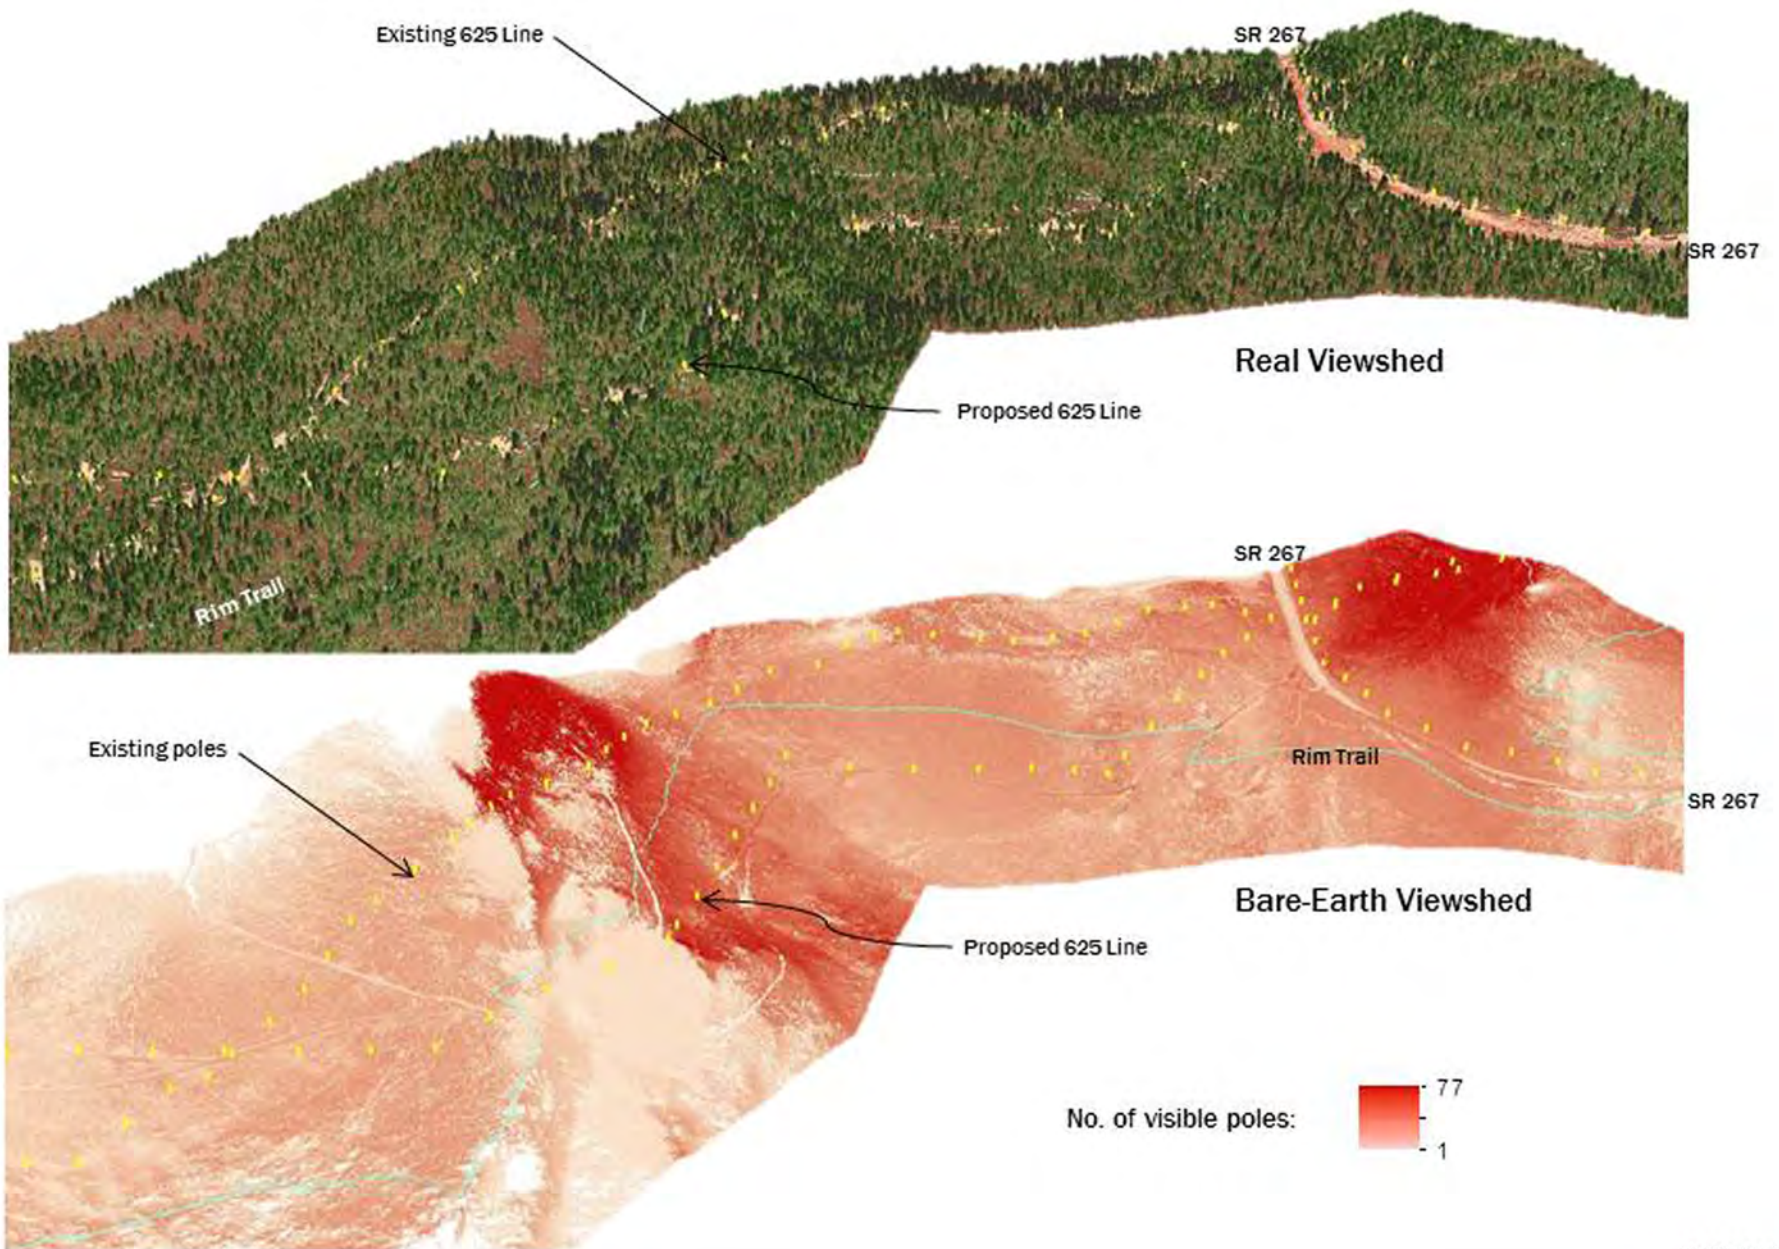 Existing 625 Line
SR 267
SR 267
Real Viewshed
Proposed 625 Line
Rim Trail
SR 267
Existing poles
Rim Trail
SR 267
Bare-Earth Viewshed
Proposed 625 Line
No. of visible poles:
77
1